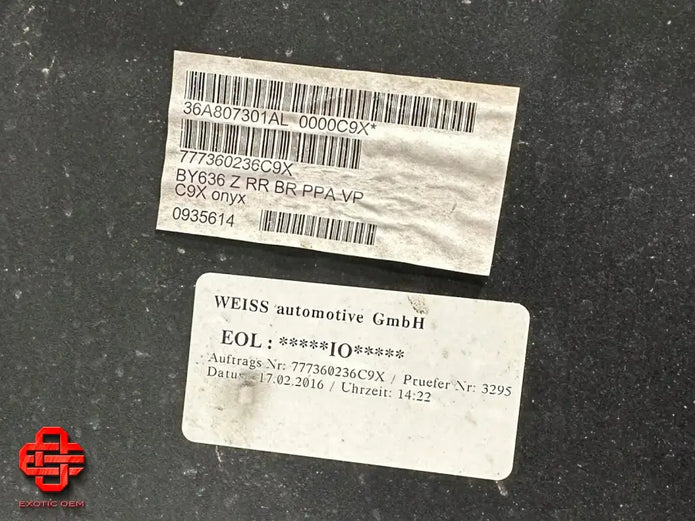 36A807301AL 0000C9X*
777360236C9X
BY636 Z RR BR PPA VP
C9X onyx
0935614
WEISS automotive GmbH
EOL : *****IO*****
Auftrags Nr: 777360236C9X / Pruefer Nr: 3295
17.02.2016 / Uhrzeit: 14:22
EXOTIC OEM